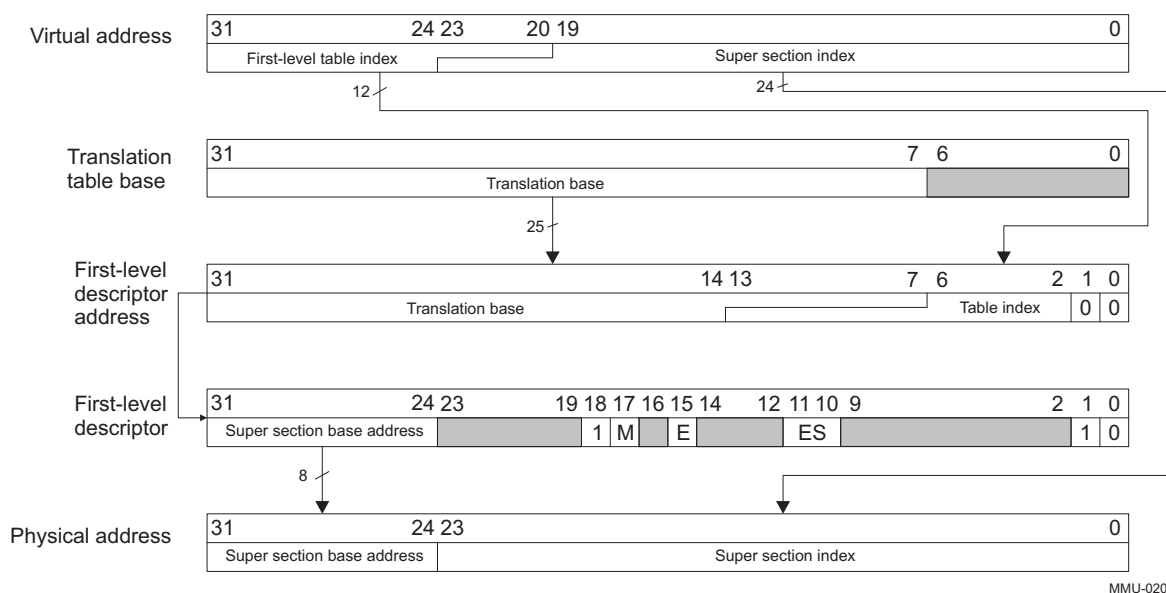 Virtual address
31 24 23 20 19 0
First-level table index Super section index
12 24
Translation
table base
31 7 6 0
Translation base
25
First-level
descriptor
address
31 14 13 7 6 2 1 0
Translation base Table index 0 0
First-level
descriptor
31 24 23 19 18 17 16 15 14 12 11 10 9 2 1 0
Super section base address 1 M E ES 1 0
8
Physical address
31 24 23 0
Super section base address Super section index
MMU-020